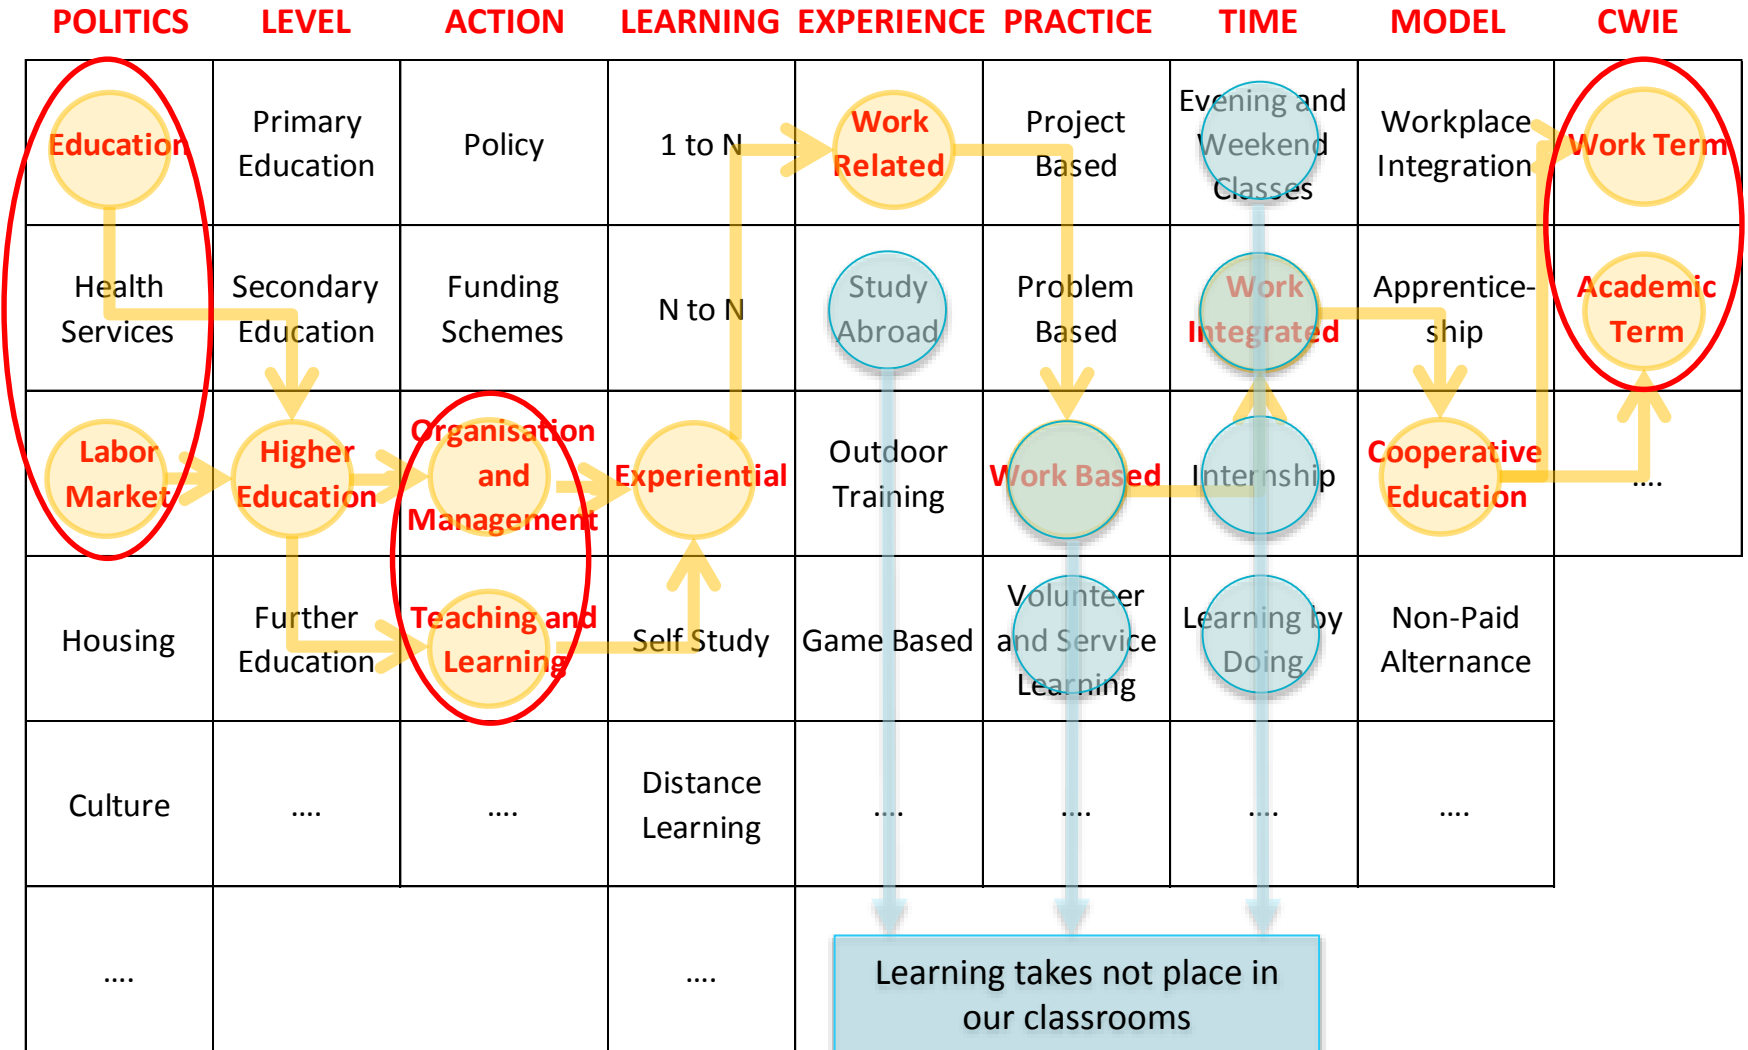 POLITICS LEVEL ACTION LEARNING EXPERIENCE PRACTICE TIME MODEL CWIE
Education
Primary
Education
Policy
1 to N
Work
Related
Project
Based
Evening and
Weekend
Classes
Workplace
Integration
Work Term
Health
Services
Secondary
Education
Funding
Schemes
N to N
Study
Abroad
Problem
Based
Work
Integrated
Apprentice-
ship
Academic
Term
Labor
Market
Higher
Education
Organisation
and
Management
Experiential
Outdoor
Training
Work Based
Internship
Cooperative
Education
....
Housing
Further
Education
Teaching and
Learning
Self Study
Game Based
Volunteer
and Service
Learning
Learning by
Doing
Non-Paid
Alternance
Culture
....
....
Distance
Learning
....
....
....
....
....
....
Learning takes not place in
our classrooms